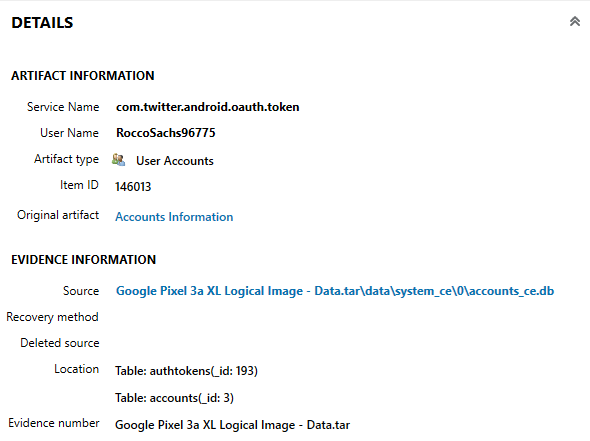 DETAILS
ARTIFACT INFORMATION
Service Name com.twitter.android.oauth.token
User Name RoccoSachs96775
Artifact type User Accounts
Item ID 146013
Original artifact Accounts Information
EVIDENCE INFORMATION
Source Google Pixel 3a XL Logical Image - Data.tar\data\system_ce\0\accounts_ce.db
Recovery method
Deleted source
Location Table: authtokens(_id: 193)
Table: accounts(_id: 3)
Evidence number Google Pixel 3a XL Logical Image - Data.tar